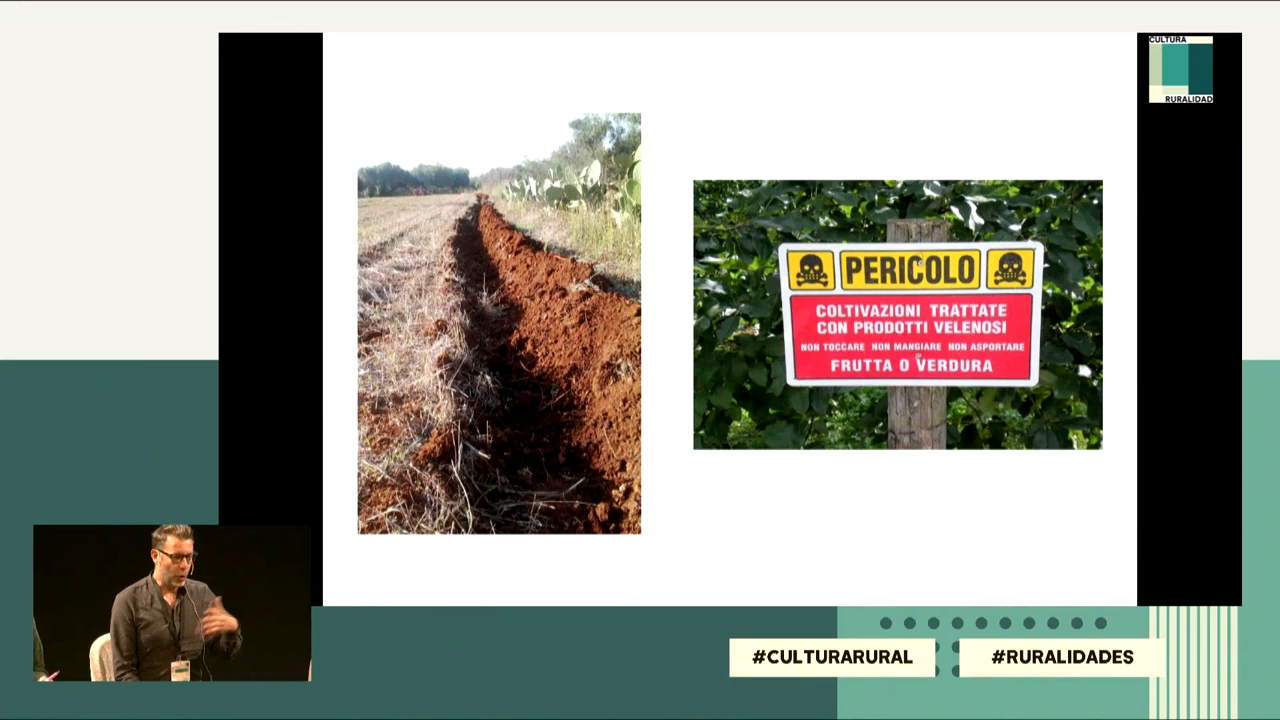 CULTURA
RURALIDAD
PERICOLO
COLTIVAZIONI TRATTATE
CON PRODOTTI VELENOSI
NON TOCCARE NON MANGIARE NON ASPORTARE
FRUTTA O VERDURA
#CULTURARURAL
#RURALIDADES